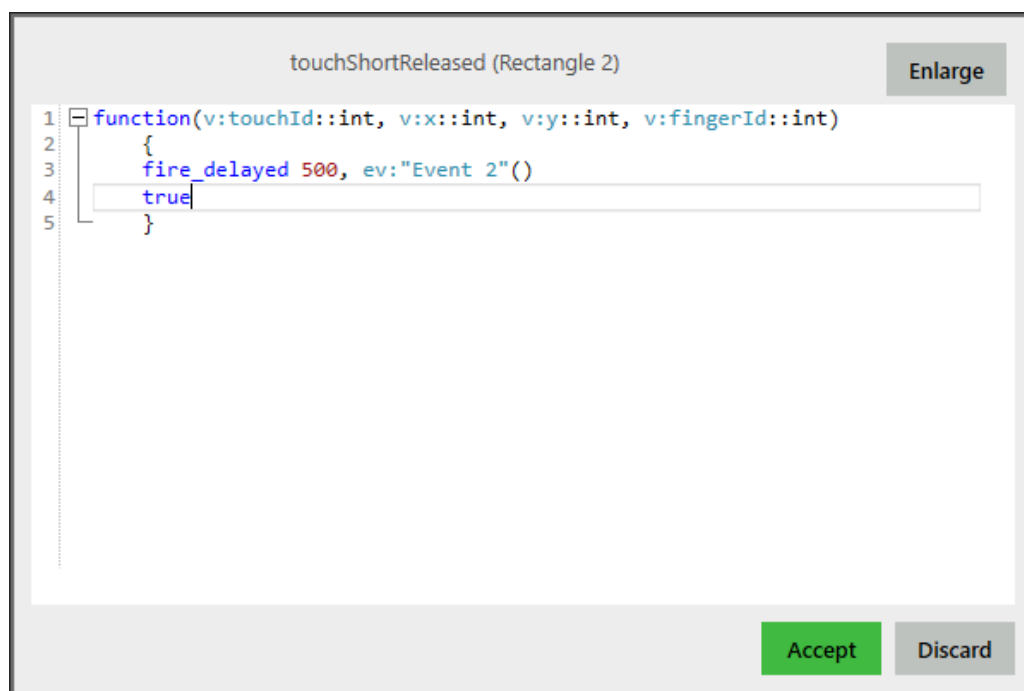 touchShortReleased (Rectangle 2)
Enlarge
1 function(v:touchId::int, v:x::int, v:y::int, v:fingerId::int)
2 {
3 fire_delayed 500, ev:"Event 2"()
4 true
5 }
Accept
Discard